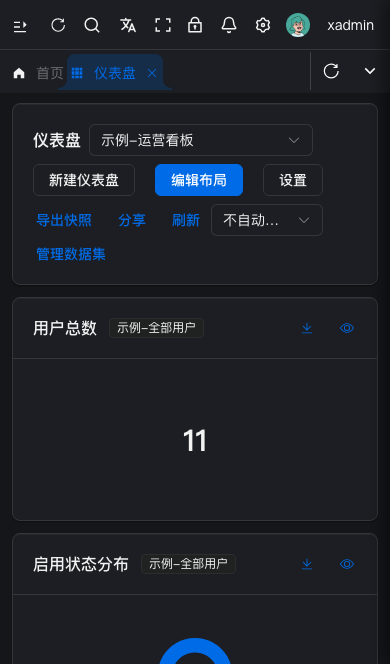 xadmin
首页 仪表盘
仪表盘 示例-运营看板
新建仪表盘 编辑布局 设置
导出快照 分享 刷新 不自动...
管理数据集
用户总数 示例-全部用户
11
启用状态分布 示例-全部用户